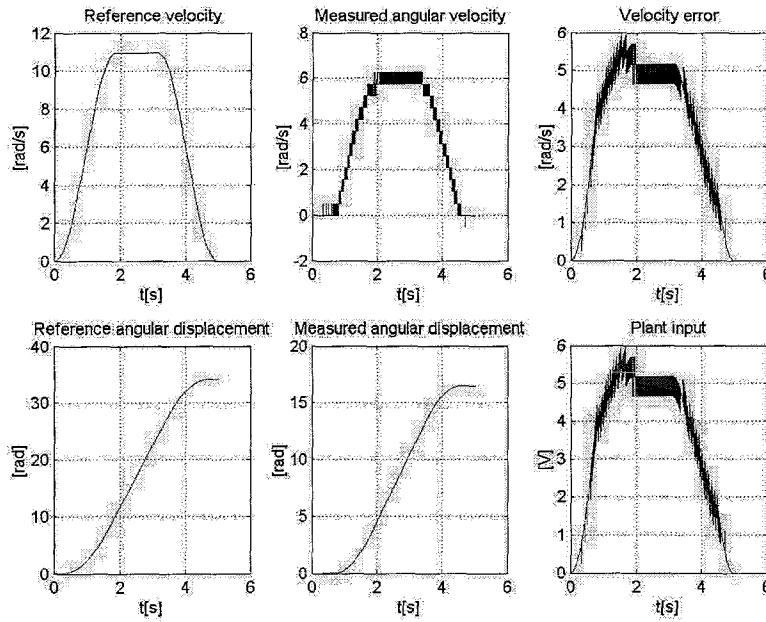 Reference velocity
12
10
8
6
4
2
0
[rad/s]
0 2 4 6
t[s]
Measured angular velocity
8
6
4
2
0
-2
[rad/s]
0 2 4 6
t[s]
Velocity error
6
5
4
3
2
1
0
[rad/s]
0 2 4 6
t[s]
Reference angular displacement
40
30
20
10
0
[rad]
0 2 4 6
t[s]
Measured angular displacement
20
15
10
5
0
[rad]
0 2 4 6
t[s]
Plant input
6
5
4
3
2
1
0
[V]
0 2 4 6
t[s]